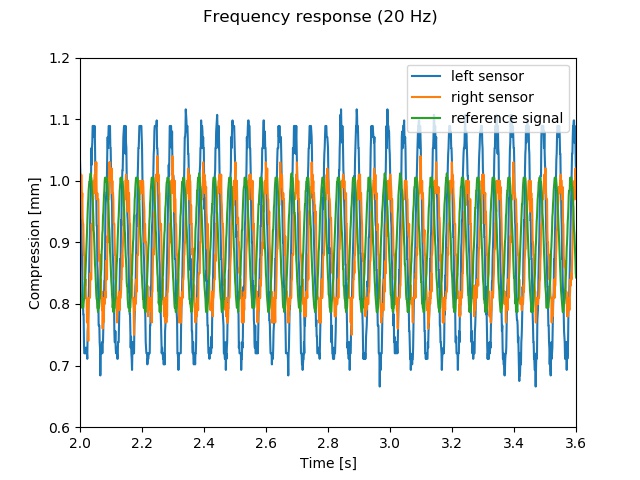 Frequency response (20 Hz)
left sensor
right sensor
reference signal
1.2
1.1
1.0
0.9
0.8
0.7
0.6
Compression [mm]
2.0 2.2 2.4 2.6 2.8 3.0 3.2 3.4 3.6
Time [s]